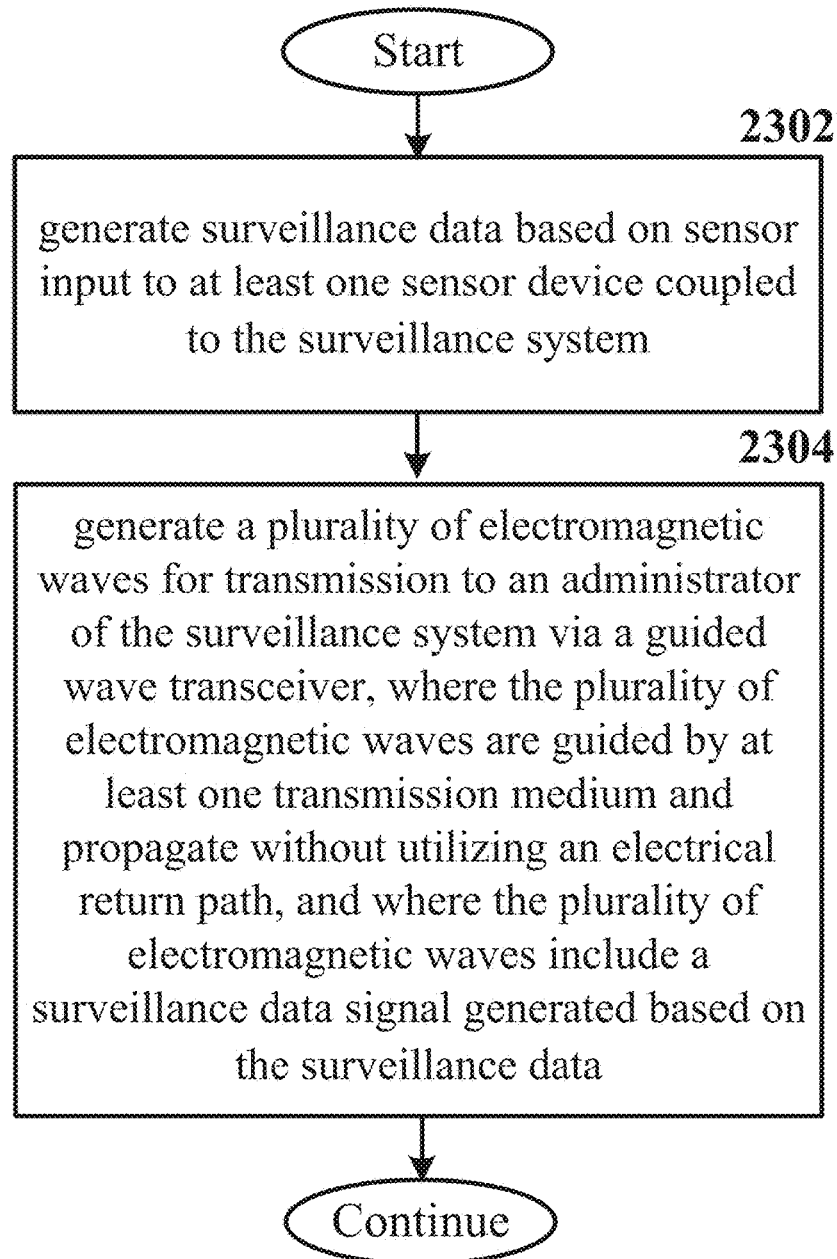 Start
2302
generate surveillance data based on sensor
input to at least one sensor device coupled
to the surveillance system
2304
generate a plurality of electromagnetic
waves for transmission to an administrator
of the surveillance system via a guided
wave transceiver, where the plurality of
electromagnetic waves are guided by at
least one transmission medium and
propagate without utilizing an electrical
return path, and where the plurality of
electromagnetic waves include a
surveillance data signal generated based on
the surveillance data
Continue